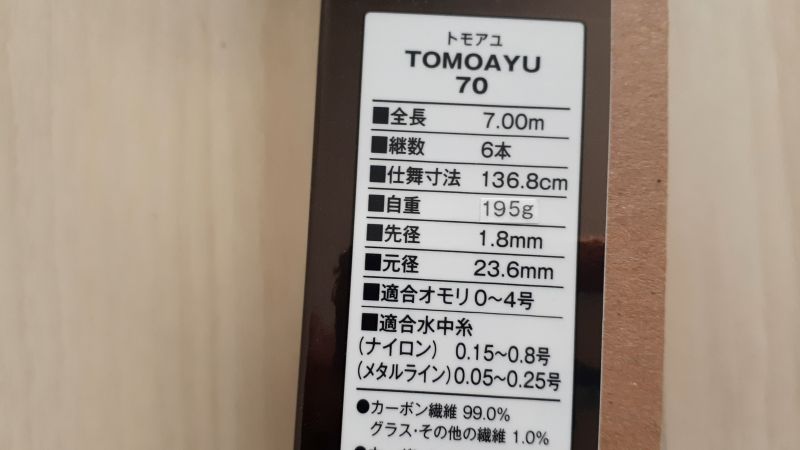 トモアユ
TOMOAYU
70
■全長 7.00m
■継数 6本
■仕舞寸法 136.8cm
■自重 195g
■先径 1.8mm
■元径 23.6mm
■適合オモリ 0～4号
■適合水中糸
(ナイロン) 0.15～0.8号
(メタルライン) 0.05～0.25号
●カーボン繊維 99.0%
グラス・その他の繊維 1.0%